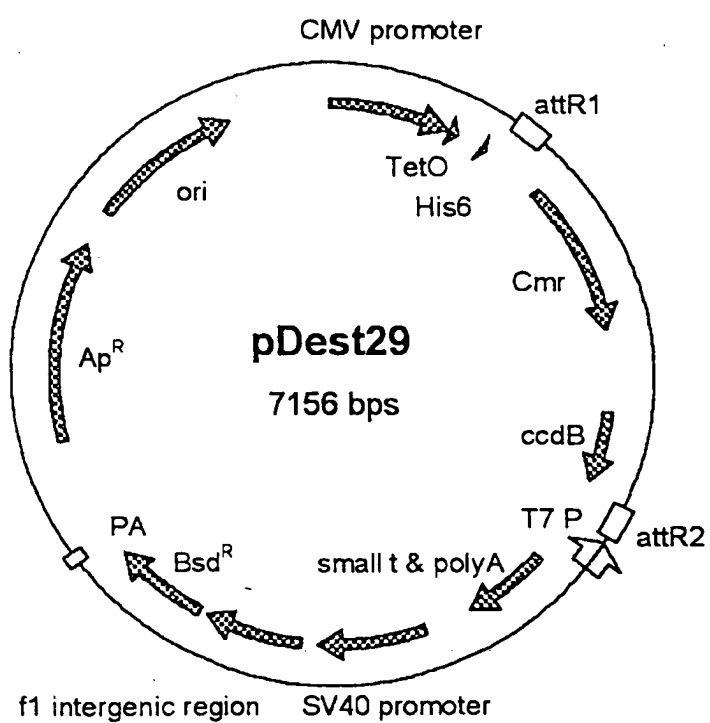 CMV promoter
attR1
TetO
His6
ori
Cmr
Ap^R
pDest29
7156 bps
ccdB
T7 P
attR2
PA
Bsd^R
small t & polyA
f1 intergenic region
SV40 promoter